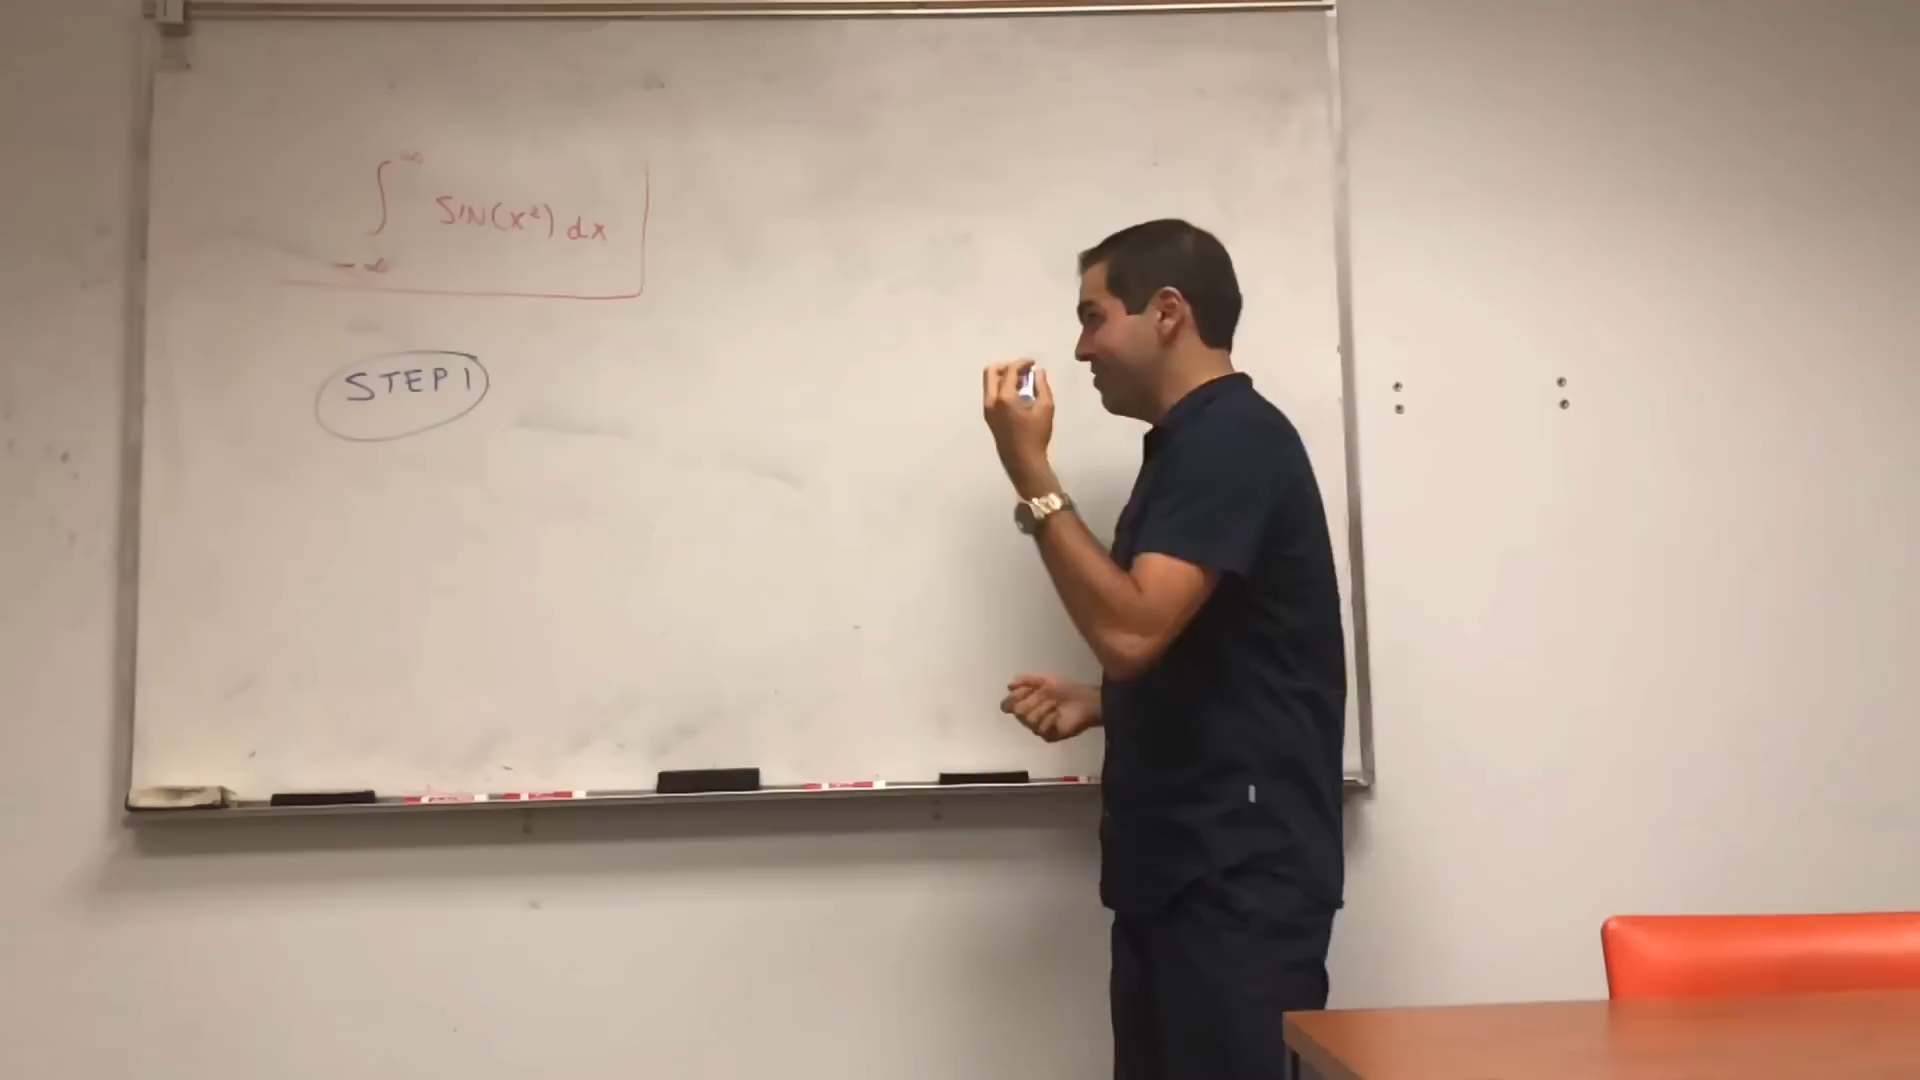 ∫_{-∞}^{∞} SIN(x²) dx
STEP 1